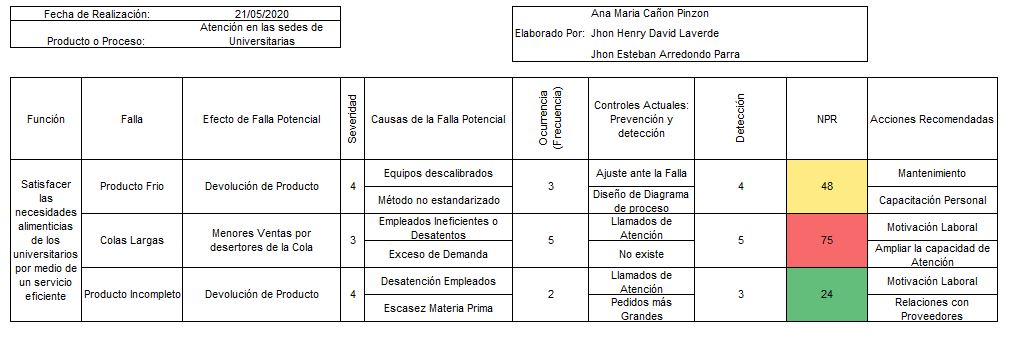 Fecha de Realización: 21/05/2020
Producto o Proceso: Atención en las sedes de
Universitarias
Ana Maria Cañon Pinzon
Elaborado Por: Jhon Henry David Laverde
Jhon Esteban Arredondo Parra
Función
Falla
Efecto de Falla Potencial
Severidad
Causas de la Falla Potencial
Ocurrencia
(Frecuencia)
Controles Actuales:
Prevención y
detección
Detección
NPR
Acciones Recomendadas
Satisfacer
las
necesidades
alimenticias
de los
universitarios
por medio de
un servicio
eficiente
Producto Frio
Devolución de Producto
4
Equipos descalibrados
Método no estandarizado
3
Ajuste ante la Falla
Diseño de Diagrama
de proceso
4
48
Mantenimiento
Capacitación Personal
Colas Largas
Menores Ventas por
desertores de la Cola
3
Empleados Ineficientes o
Desatentos
Exceso de Demanda
5
Llamados de
Atención
No existe
5
75
Motivación Laboral
Ampliar la capacidad de
Atención
Producto Incompleto
Devolución de Producto
4
Desatención Empleados
Escasez Materia Prima
2
Llamados de
Atención
Pedidos más
Grandes
3
24
Motivación Laboral
Relaciones con
Proveedores